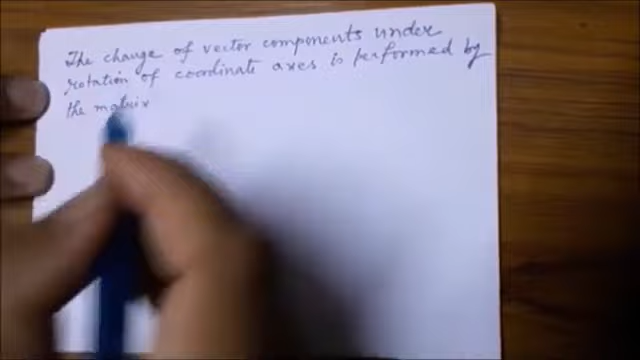 The change of vector components under
rotation of coordinate axes is performed by
the matrix